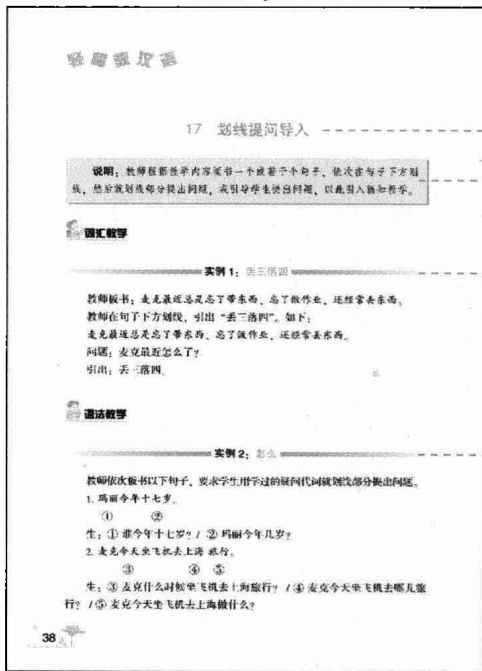 轻松教汉语
17 划线提问导入
说明：教师根据教学内容板书一个或若干个句子，依次在句子下方划
线，然后就划线部分提出问题，或引导学生提出问题，以此引入新知教学。
词汇教学
实例1：丢三落四
教师板书：麦克最近总是忘了带东西、忘了做作业，还经常丢东西。
教师在句子下方划线，引出“丢三落四”。如下：
麦克最近总是忘了带东西、忘了做作业，还经常丢东西。
问题：麦克最近怎么了？
引出：丢三落四。
语法教学
实例2：怎么
教师依次板书以下句子，要求学生用学过的疑问代词就划线部分提出问题。
1. 玛丽今年十七岁。
① ②
生：① 谁今年十七岁？/ ② 玛丽今年几岁？
2. 麦克今天坐飞机去上海 旅行。
③ ④ ⑤
生：③ 麦克什么时候坐飞机去上海旅行？/ ④ 麦克今天坐飞机去哪儿旅
行？/ ⑤ 麦克今天坐飞机去上海做什么？
38